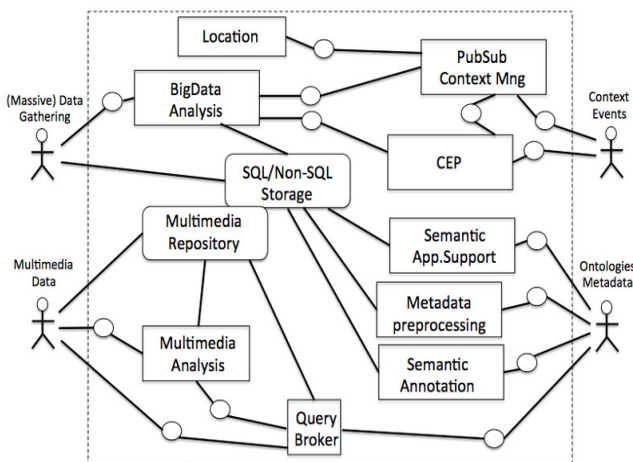 Location
PubSub
Context Mng
(Massive) Data
Gathering
BigData
Analysis
Context
Events
CEP
SQL/Non-SQL
Storage
Multimedia
Repository
Semantic
App.Support
Multimedia
Data
Ontologies
Metadata
Metadata
preprocessing
Multimedia
Analysis
Semantic
Annotation
Query
Broker